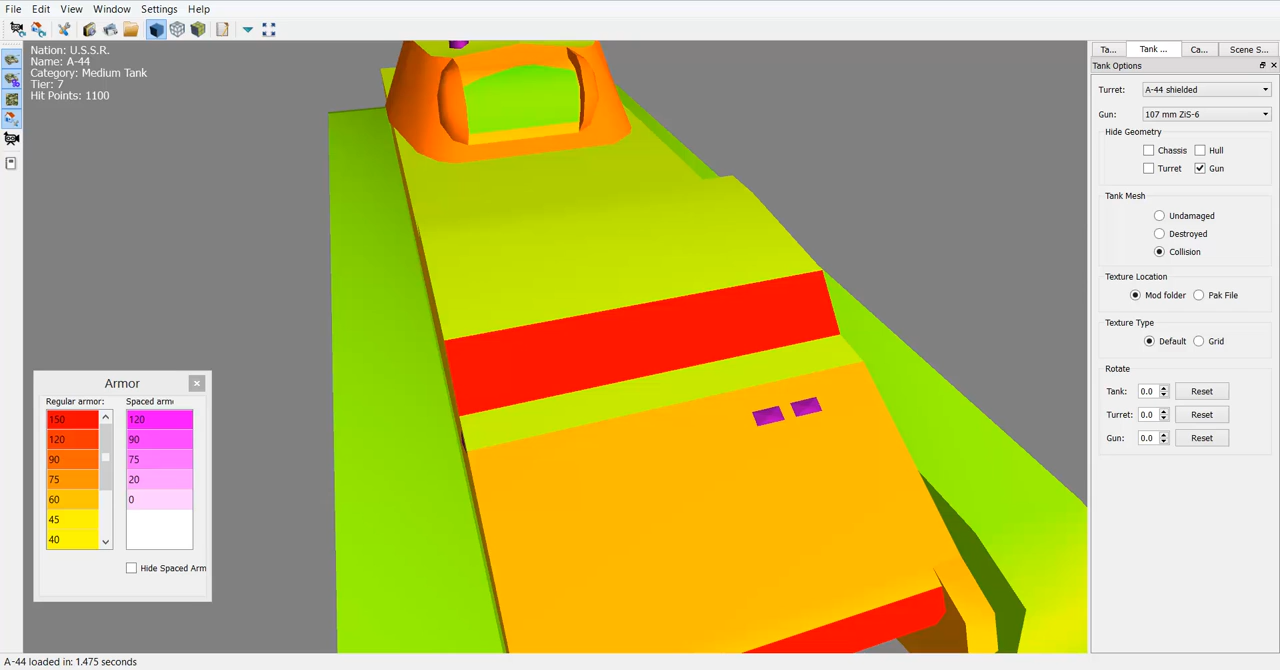 File Edit View Window Settings Help
Nation: U.S.S.R.
Name: A-44
Category: Medium Tank
Tier: 7
Hit Points: 1100
Ta... Tank ... Ca... Scene S...
Tank Options
Turret: A-44 shielded
Gun: 107 mm ZiS-6
Hide Geometry
Chassis Hull
Turret Gun
Tank Mesh
Undamaged
Destroyed
Collision
Texture Location
Mod folder Pak File
Texture Type
Default Grid
Rotate
Tank: 0.0 Reset
Turret: 0.0 Reset
Gun: 0.0 Reset
Armor
Regular armor: Spaced arm
150 120
120 90
90 75
75 20
60 0
45
40
Hide Spaced Arm
A-44 loaded in: 1.475 seconds